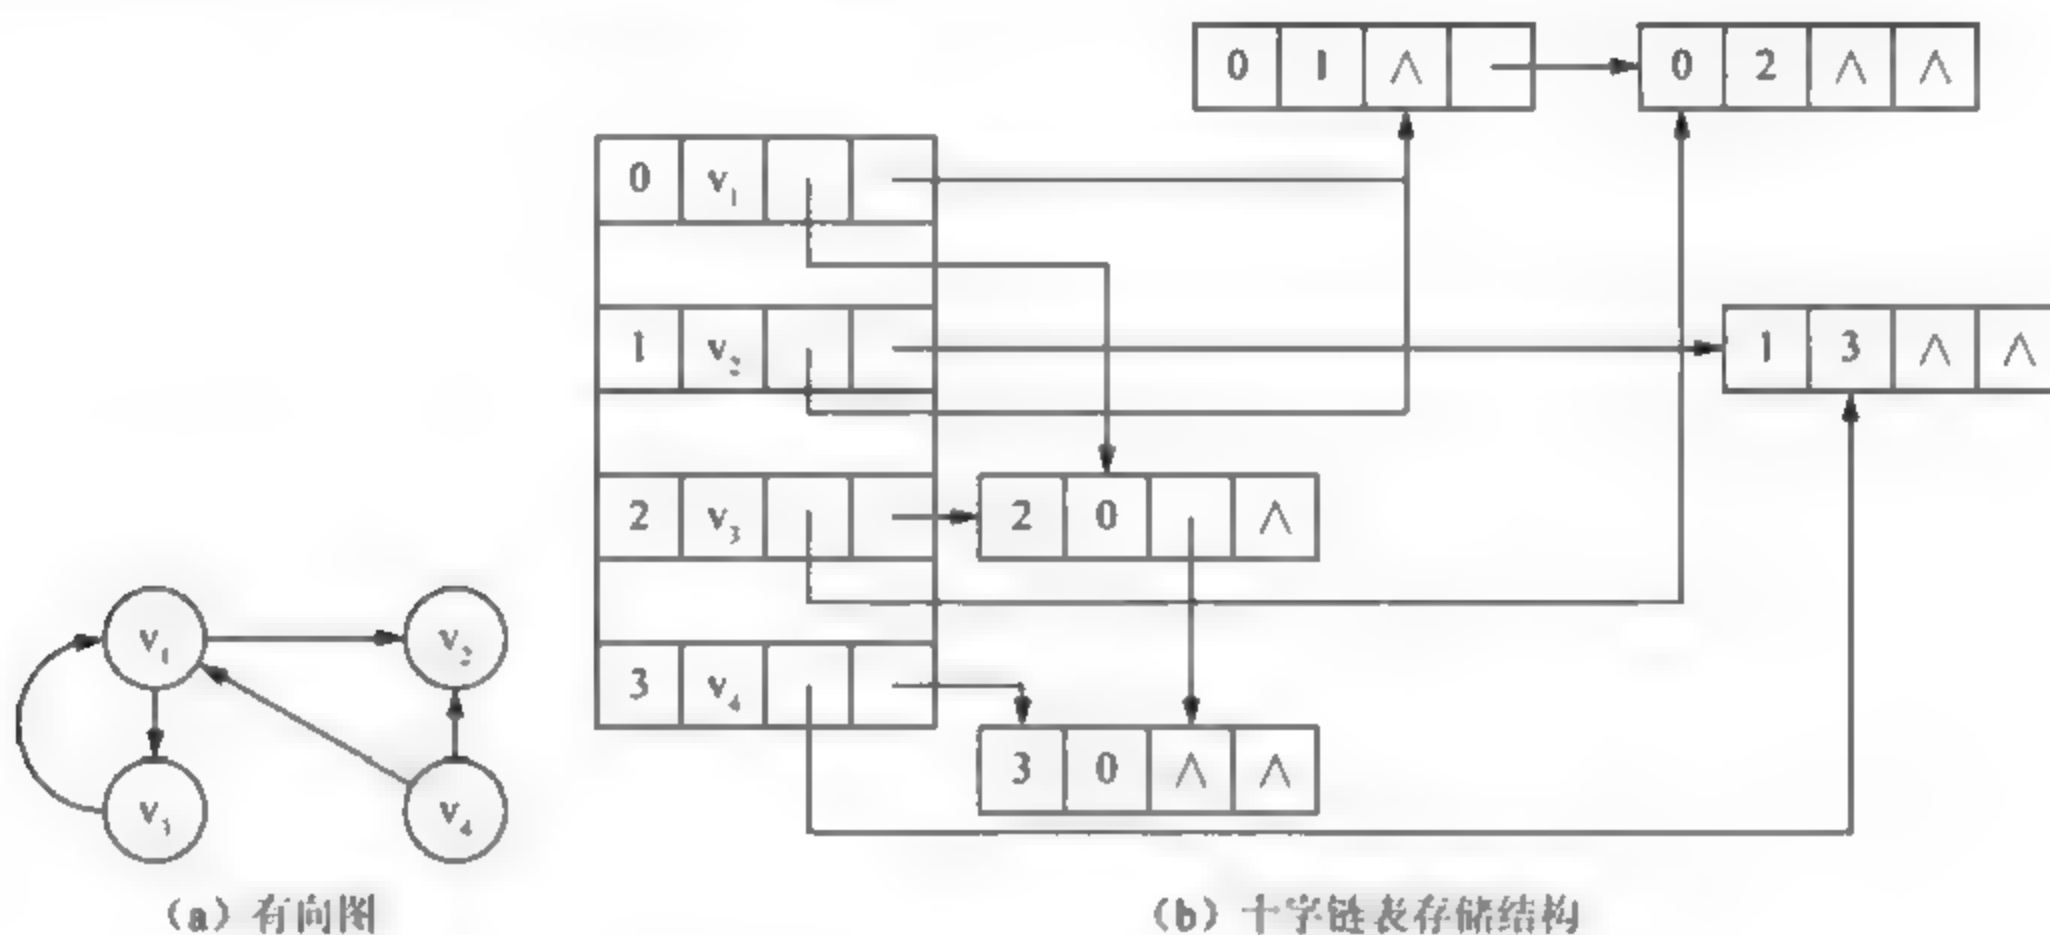 0 1 ∧
0 2 ∧ ∧
0 v₁
1 v₂
1 3 ∧ ∧
2 v₃
2 0 ∧
3 v₄
3 0 ∧ ∧
v₁
v₂
v₃
v₄
(a) 有向图
(b) 十字链表存储结构